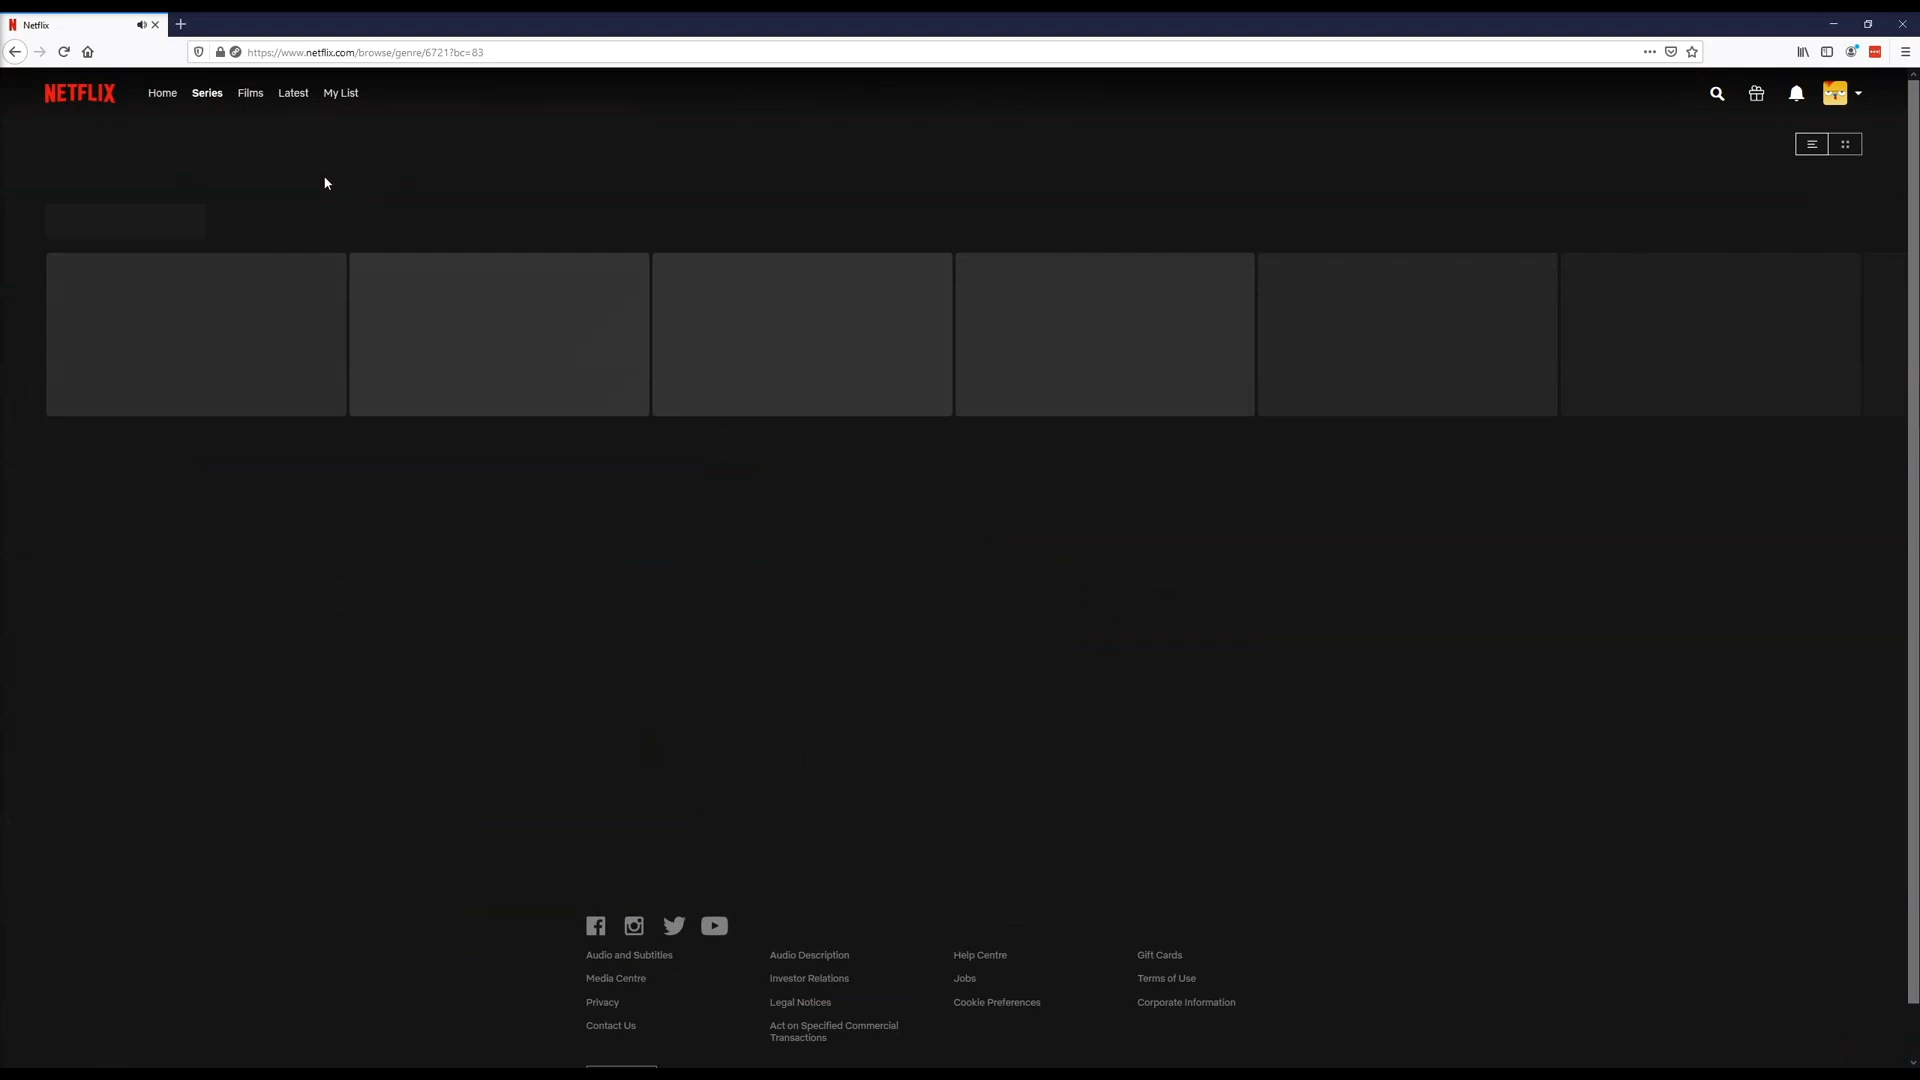 Netflix
https://www.netflix.com/browse/genre/6721?bc=83
NETFLIX Home Series Films Latest My List
Audio and Subtitles Audio Description Help Centre Gift Cards
Media Centre Investor Relations Jobs Terms of Use
Privacy Legal Notices Cookie Preferences Corporate Information
Contact Us Act on Specified Commercial
Transactions